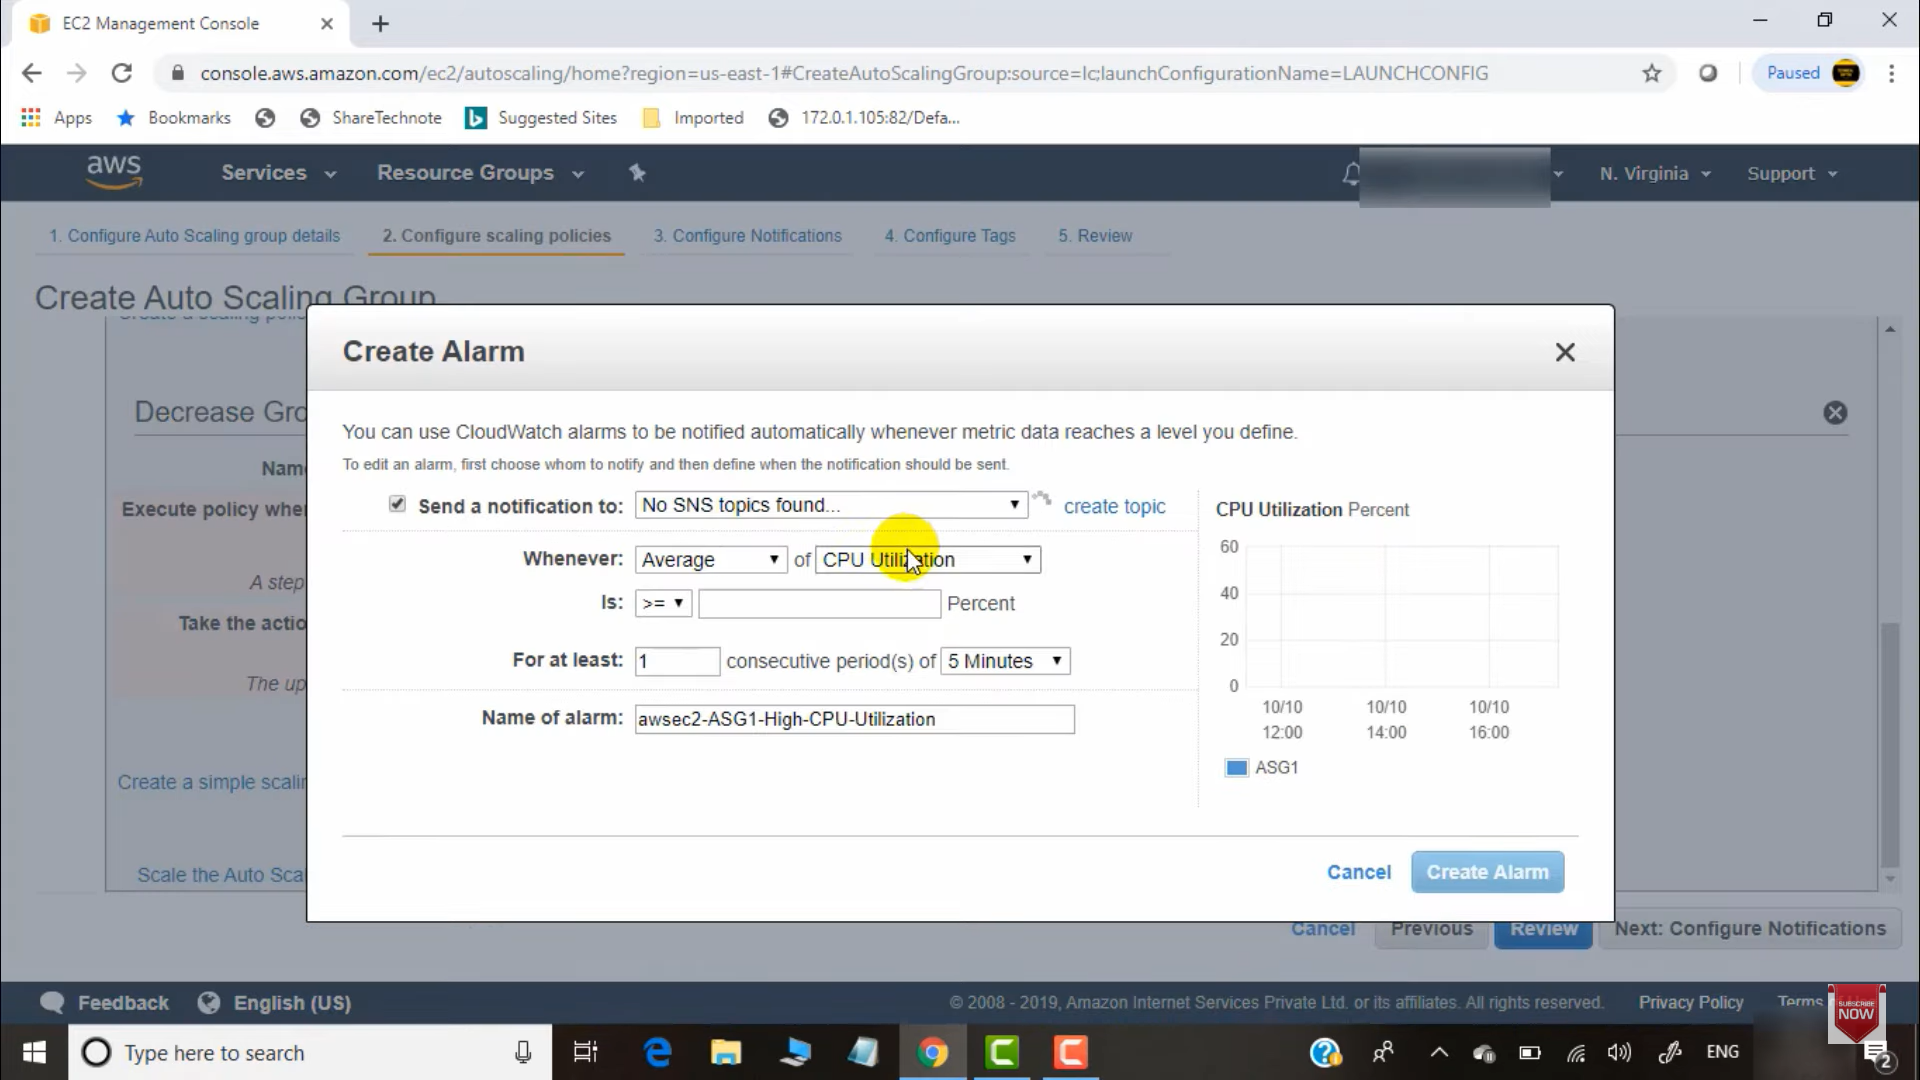 EC2 Management Console
console.aws.amazon.com/ec2/autoscaling/home?region=us-east-1#CreateAutoScalingGroup:source=lc;launchConfigurationName=LAUNCHCONFIG
Paused
Apps Bookmarks ShareTechnote Suggested Sites Imported 172.0.1.105:82/Defa...
aws Services Resource Groups N. Virginia Support
1. Configure Auto Scaling group details 2. Configure scaling policies 3. Configure Notifications 4. Configure Tags 5. Review
Create Auto Scaling Group
Create a scaling polic
Create Alarm
Decrease Gro
You can use CloudWatch alarms to be notified automatically whenever metric data reaches a level you define.
To edit an alarm, first choose whom to notify and then define when the notification should be sent.
Name
Execute policy when
A step
Take the actio
The up
Create a simple scalin
Scale the Auto Sca
Send a notification to: No SNS topics found... create topic
Whenever: Average of CPU Utilization
Is: >= Percent
For at least: 1 consecutive period(s) of 5 Minutes
Name of alarm: awsec2-ASG1-High-CPU-Utilization
CPU Utilization Percent
60
40
20
0
10/10 10/10 10/10
12:00 14:00 16:00
ASG1
Cancel Create Alarm
Cancel Previous Review Next: Configure Notifications
Feedback English (US) © 2008 - 2019, Amazon Internet Services Private Ltd. or its affiliates. All rights reserved. Privacy Policy Terms
SUBSCRIBE
NOW
Type here to search
ENG
2